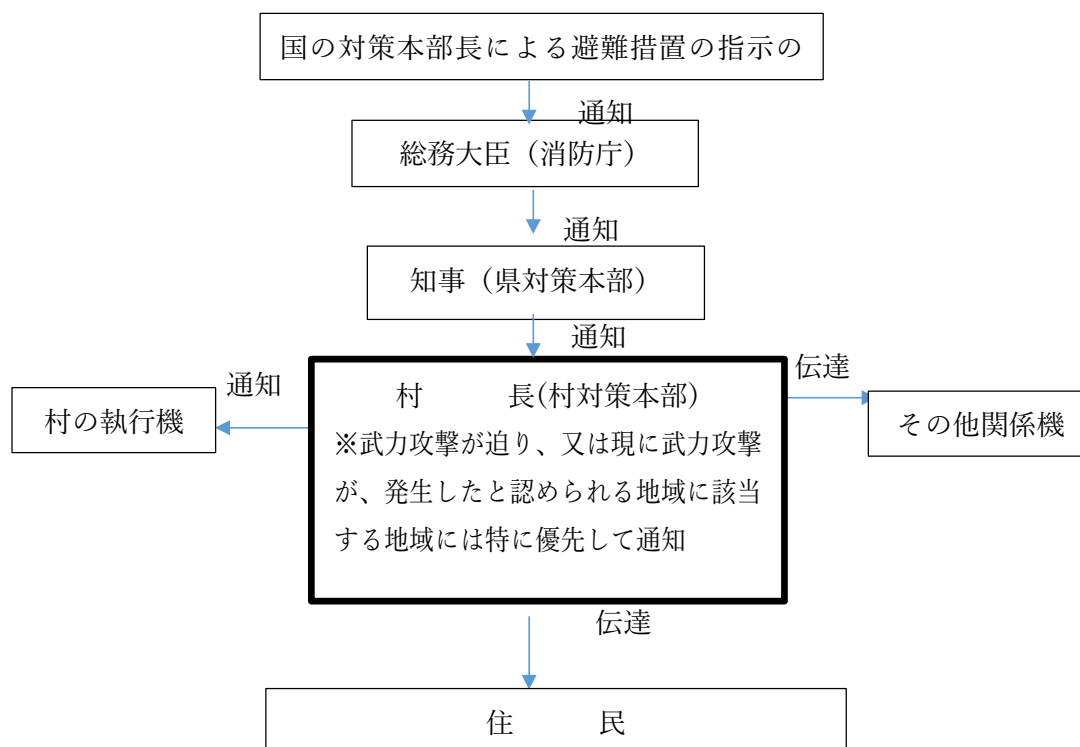 国の対策本部長による避難措置の指示の
通知
総務大臣（消防庁）
通知
知事（県対策本部）
通知
通知
伝達
村の執行機
村　　　長(村対策本部)
※武力攻撃が迫り、又は現に武力攻撃
が、発生したと認められる地域に該当
する地域には特に優先して通知
その他関係機
伝達
住　　　民